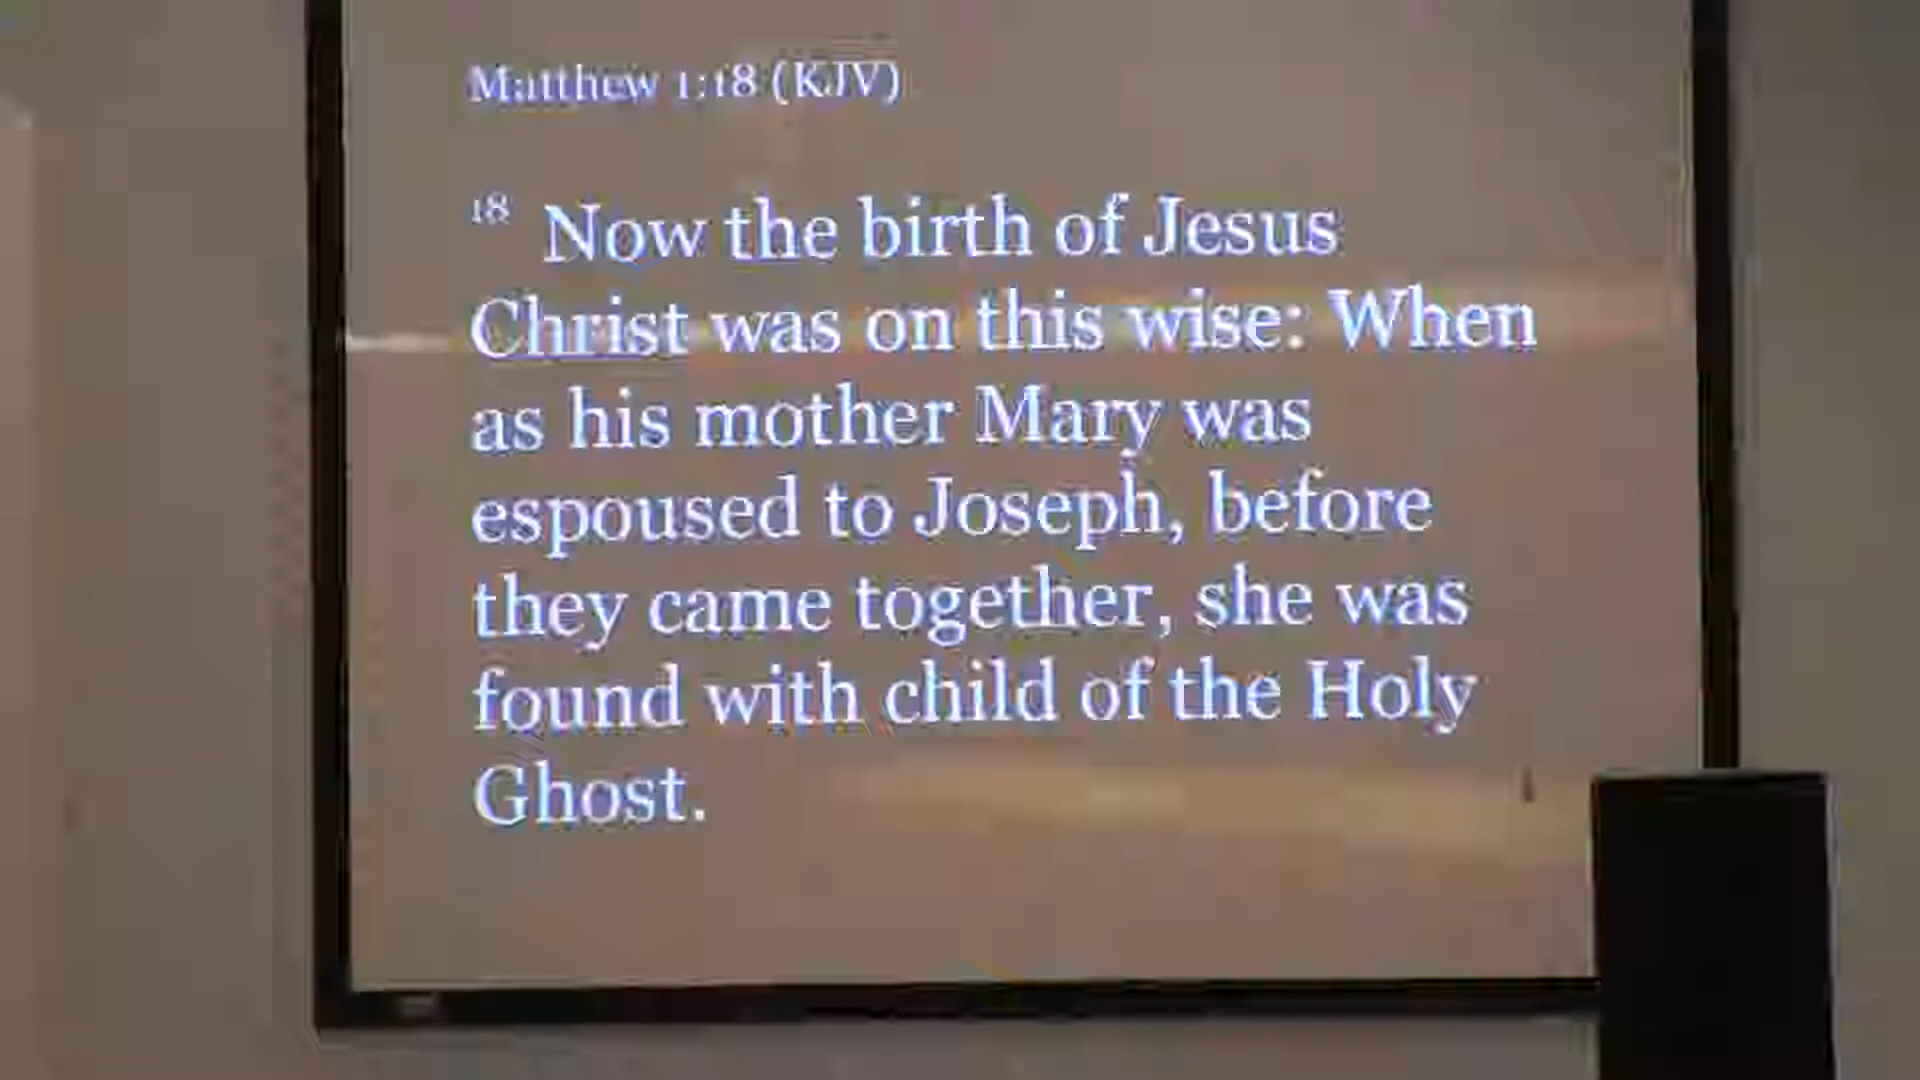 Matthew 1:18 (KJV)
18 Now the birth of Jesus
Christ was on this wise: When
as his mother Mary was
espoused to Joseph, before
they came together, she was
found with child of the Holy
Ghost.